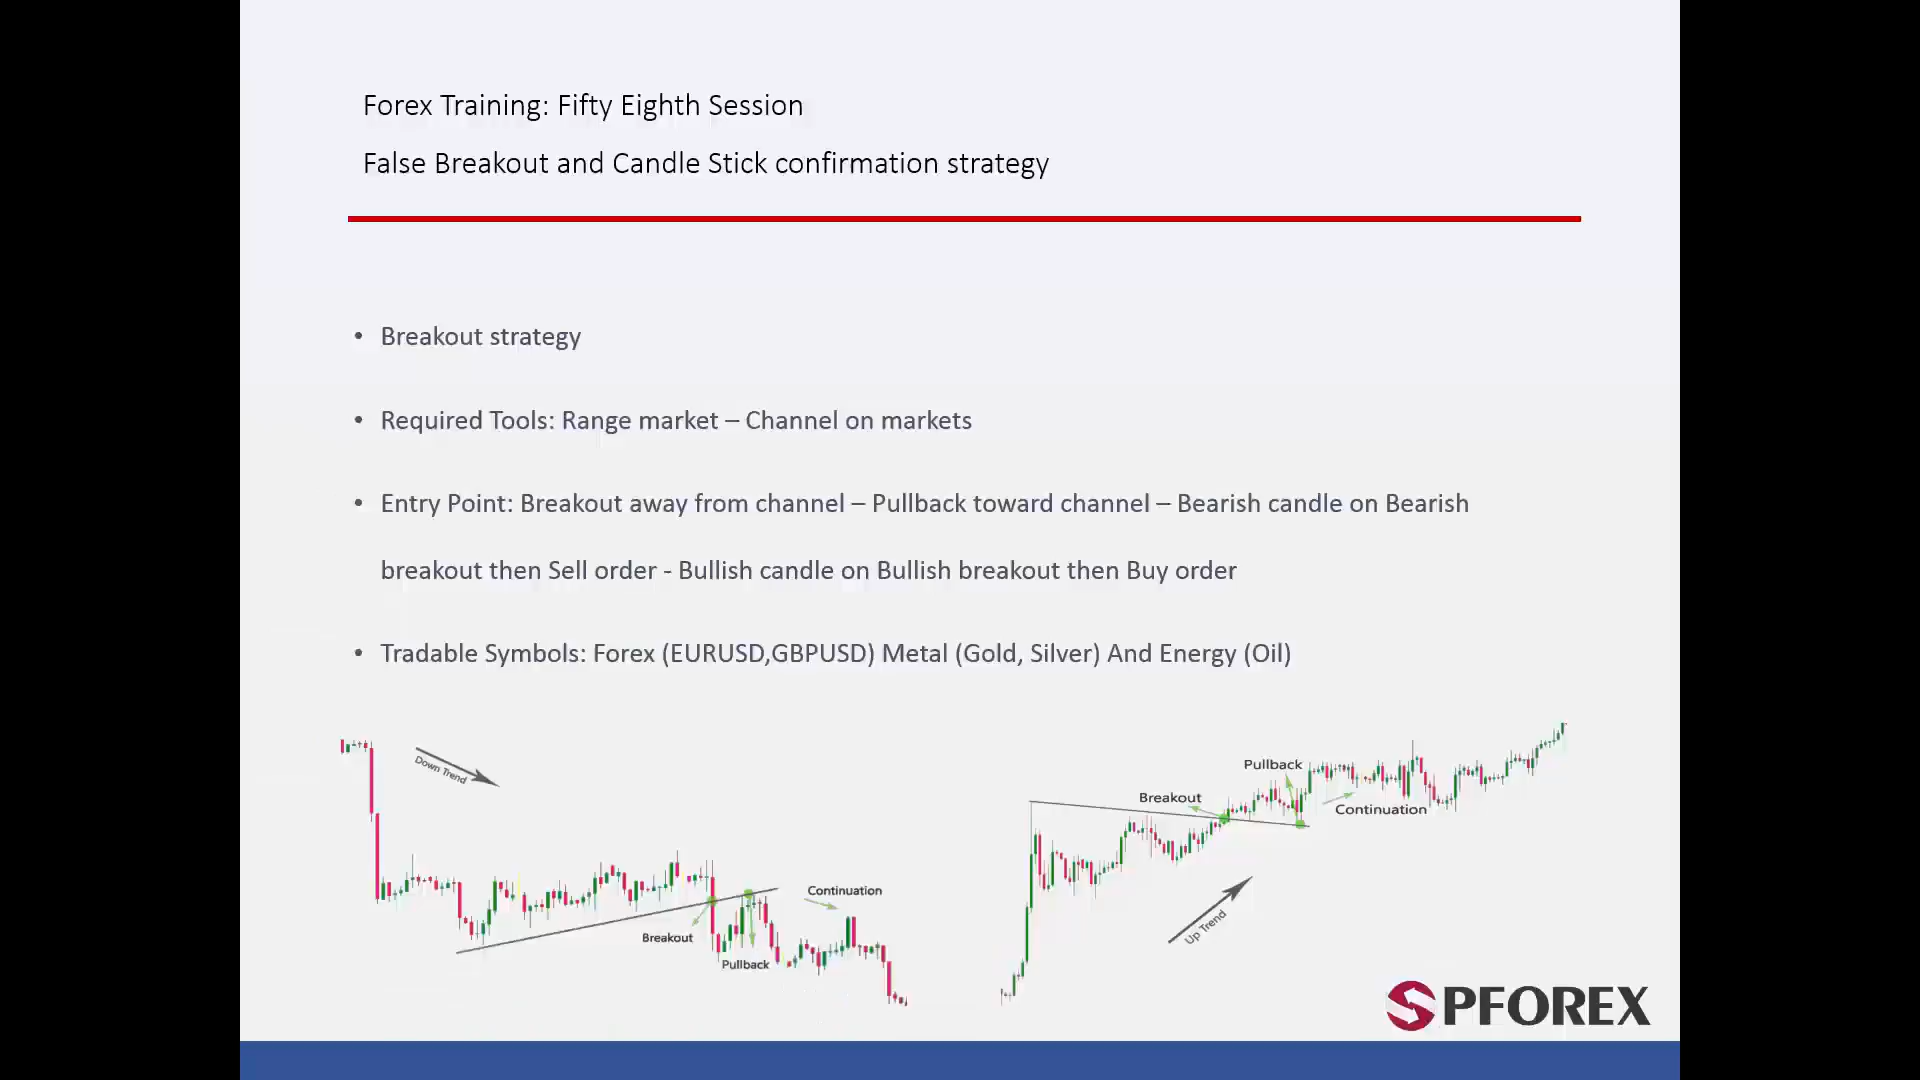 Forex Training: Fifty Eighth Session
False Breakout and Candle Stick confirmation strategy
• Breakout strategy
• Required Tools: Range market – Channel on markets
• Entry Point: Breakout away from channel – Pullback toward channel – Bearish candle on Bearish
breakout then Sell order - Bullish candle on Bullish breakout then Buy order
• Tradable Symbols: Forex (EURUSD,GBPUSD) Metal (Gold, Silver) And Energy (Oil)
Down Trend
Breakout
Pullback
Continuation
Pullback
Breakout
Continuation
Up Trend
SPFOREX